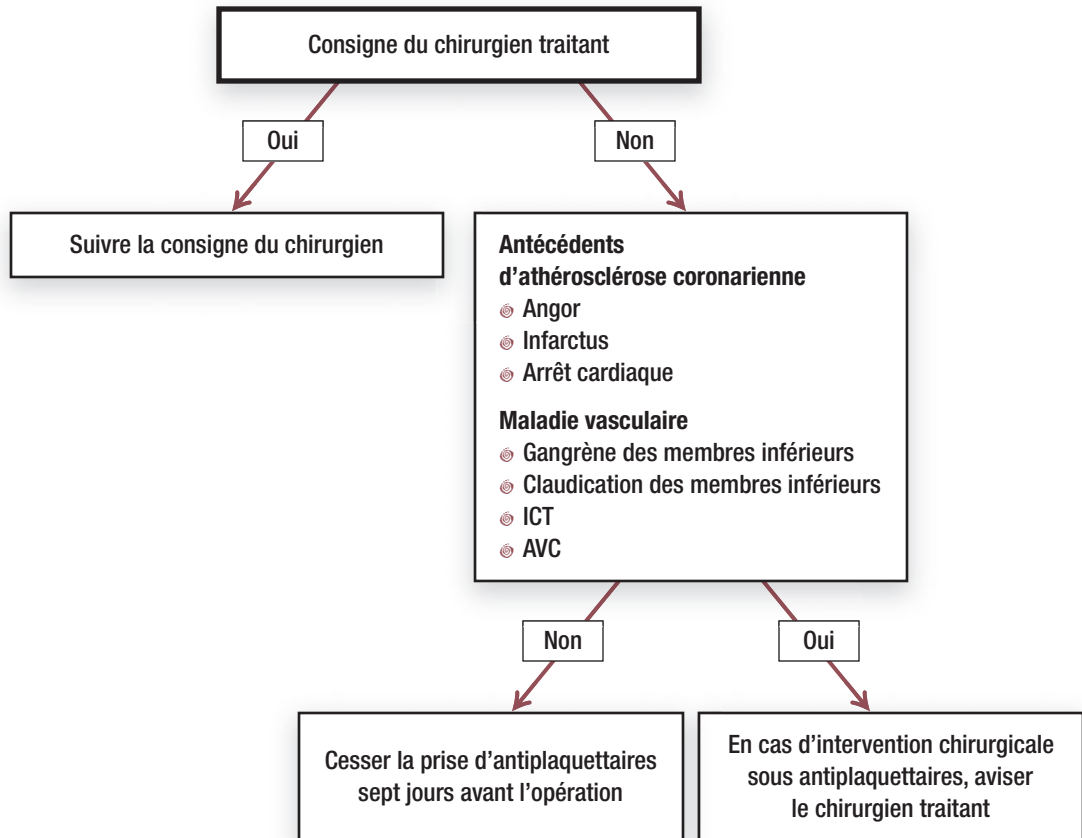 Consigne du chirurgien traitant
Oui
Non
Suivre la consigne du chirurgien
Antécédents
d'athérosclérose coronarienne
Angor
Infarctus
Arrêt cardiaque
Maladie vasculaire
Gangrène des membres inférieurs
Claudication des membres inférieurs
ICT
AVC
Non
Oui
Cesser la prise d'antiplaquettaires
sept jours avant l'opération
En cas d'intervention chirurgicale
sous antiplaquettaires, aviser
le chirurgien traitant